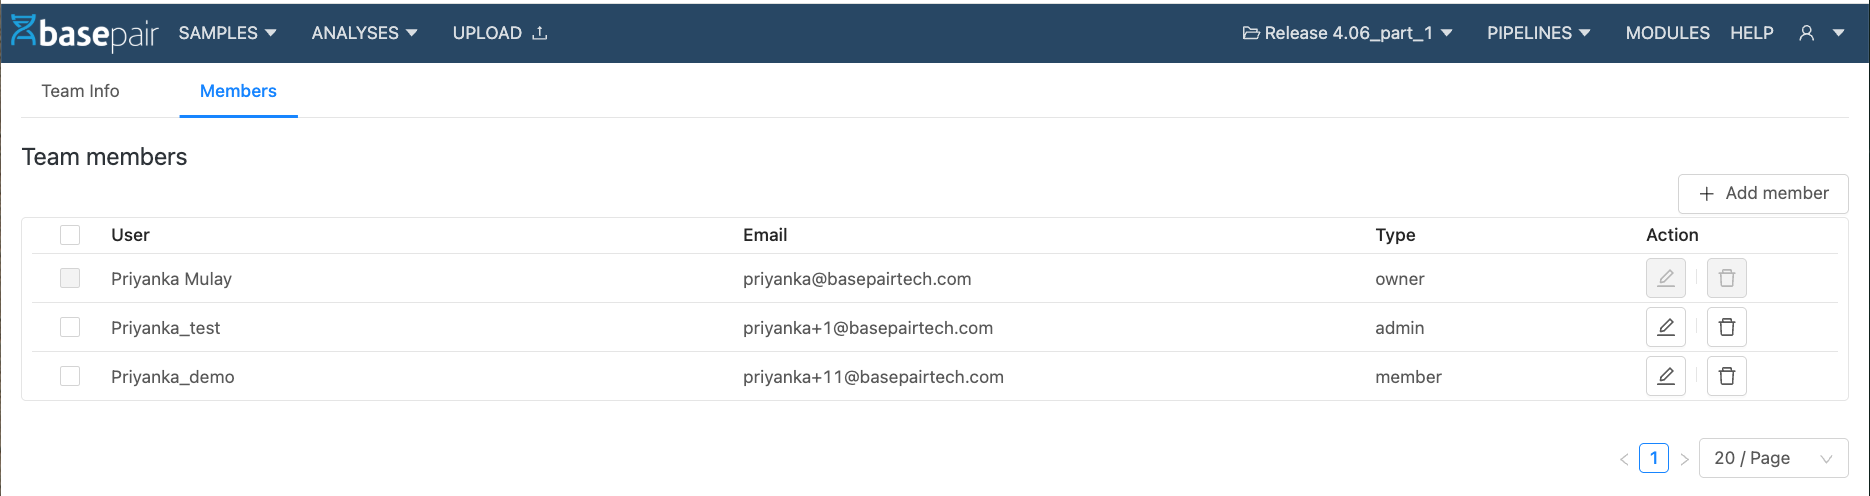 basepair SAMPLES ANALYSES UPLOAD Release 4.06_part_1 PIPELINES MODULES HELP
Team Info Members
Team members
+ Add member
User Email Type Action
Priyanka Mulay priyanka@basepairtech.com owner
Priyanka_test priyanka+1@basepairtech.com admin
Priyanka_demo priyanka+11@basepairtech.com member
< 1 > 20 / Page